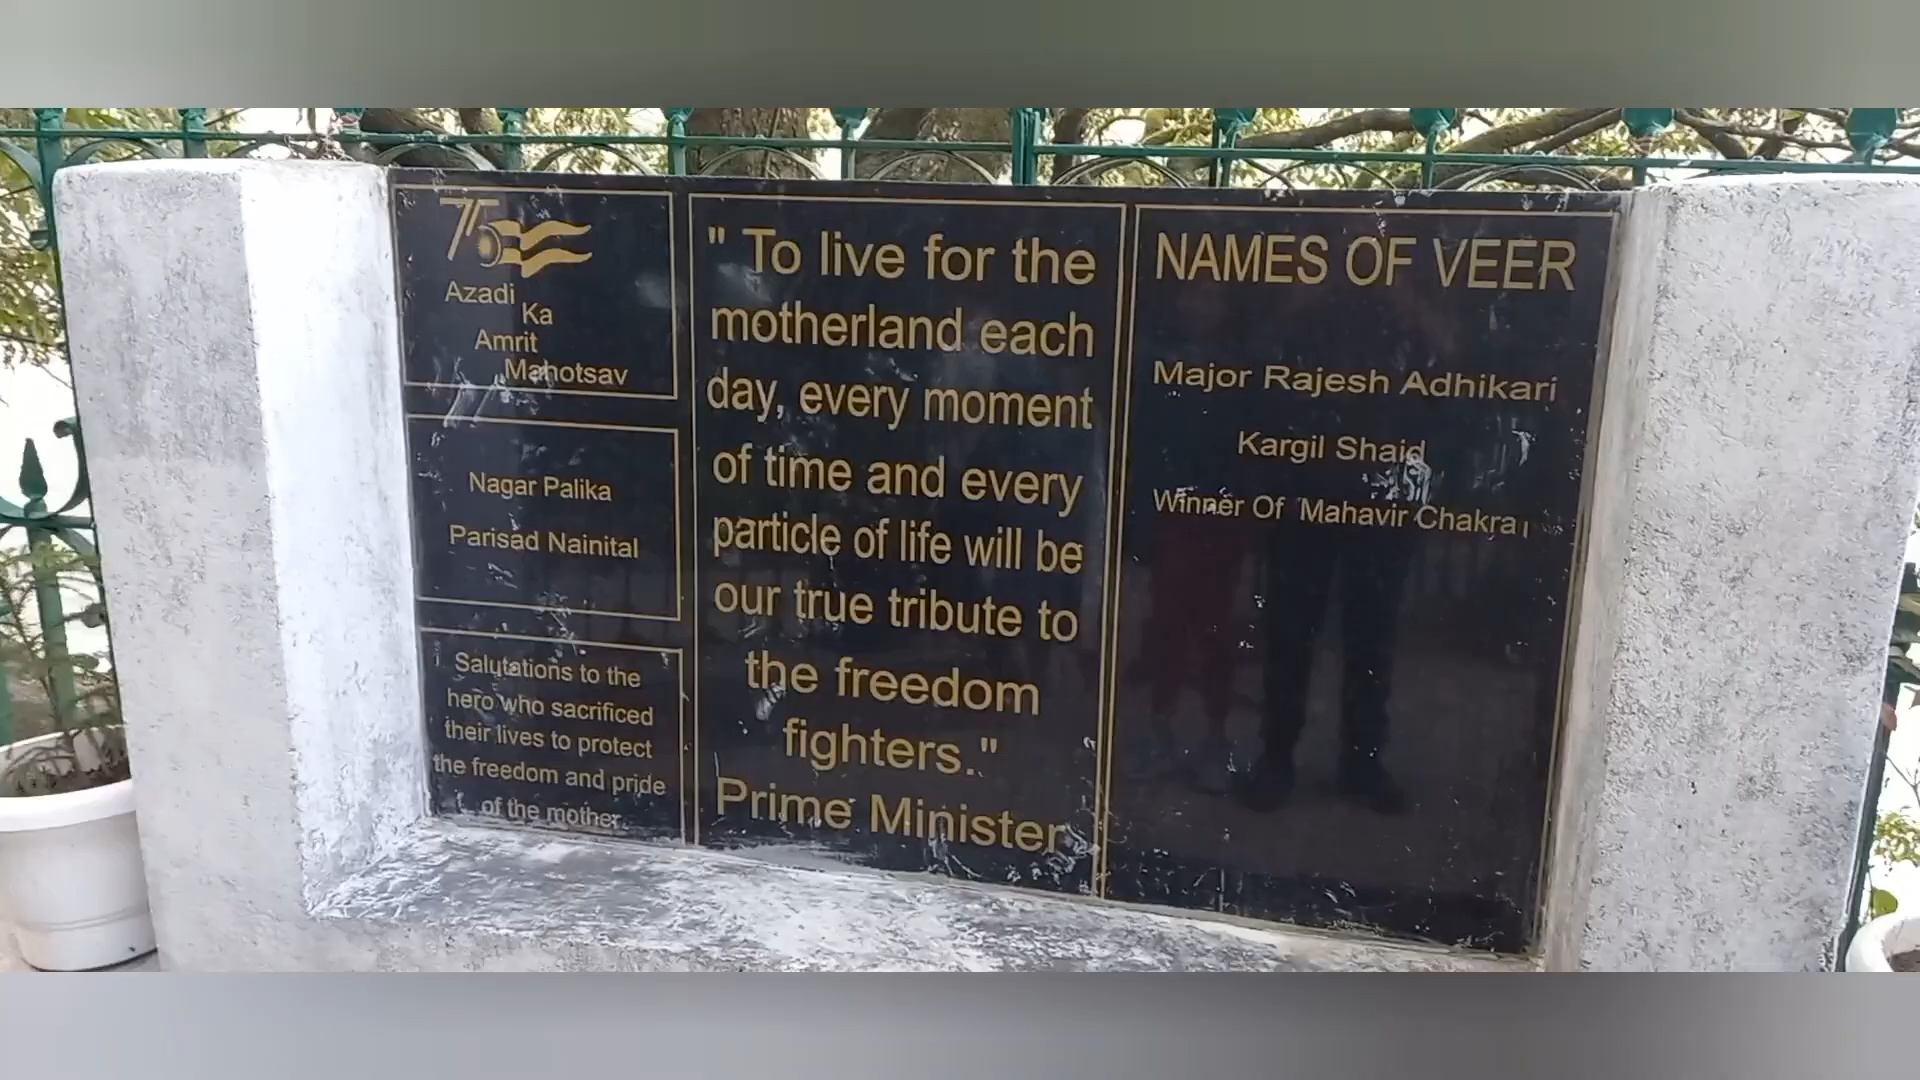 75
Azadi
Ka
Amrit
Mahotsav
Nagar Palika
Parisad Nainital
Salutations to the
hero who sacrificed
their lives to protect
the freedom and pride
of the mother.
" To live for the
motherland each
day, every moment
of time and every
particle of life will be
our true tribute to
the freedom
fighters."
Prime Minister
NAMES OF VEER
Major Rajesh Adhikari
Kargil Shaid
Winner Of 'Mahavir Chakra'